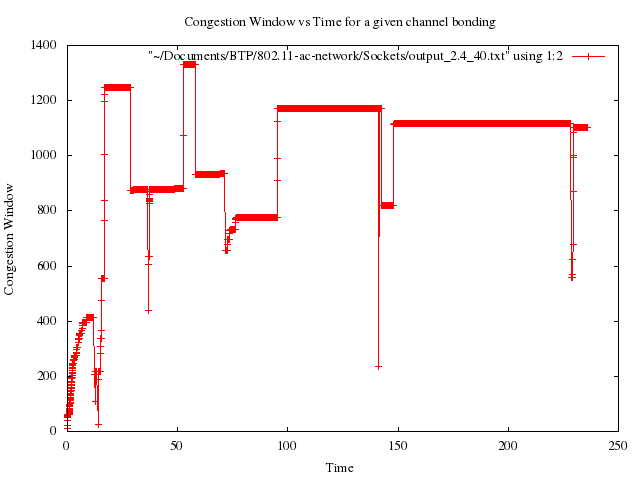 Congestion Window vs Time for a given channel bonding
"~/Documents/BTP/802.11-ac-network/Sockets/output_2.4_40.txt" using 1:2
1400
1200
1000
800
600
400
200
0
Congestion Window
0 50 100 150 200 250
Time